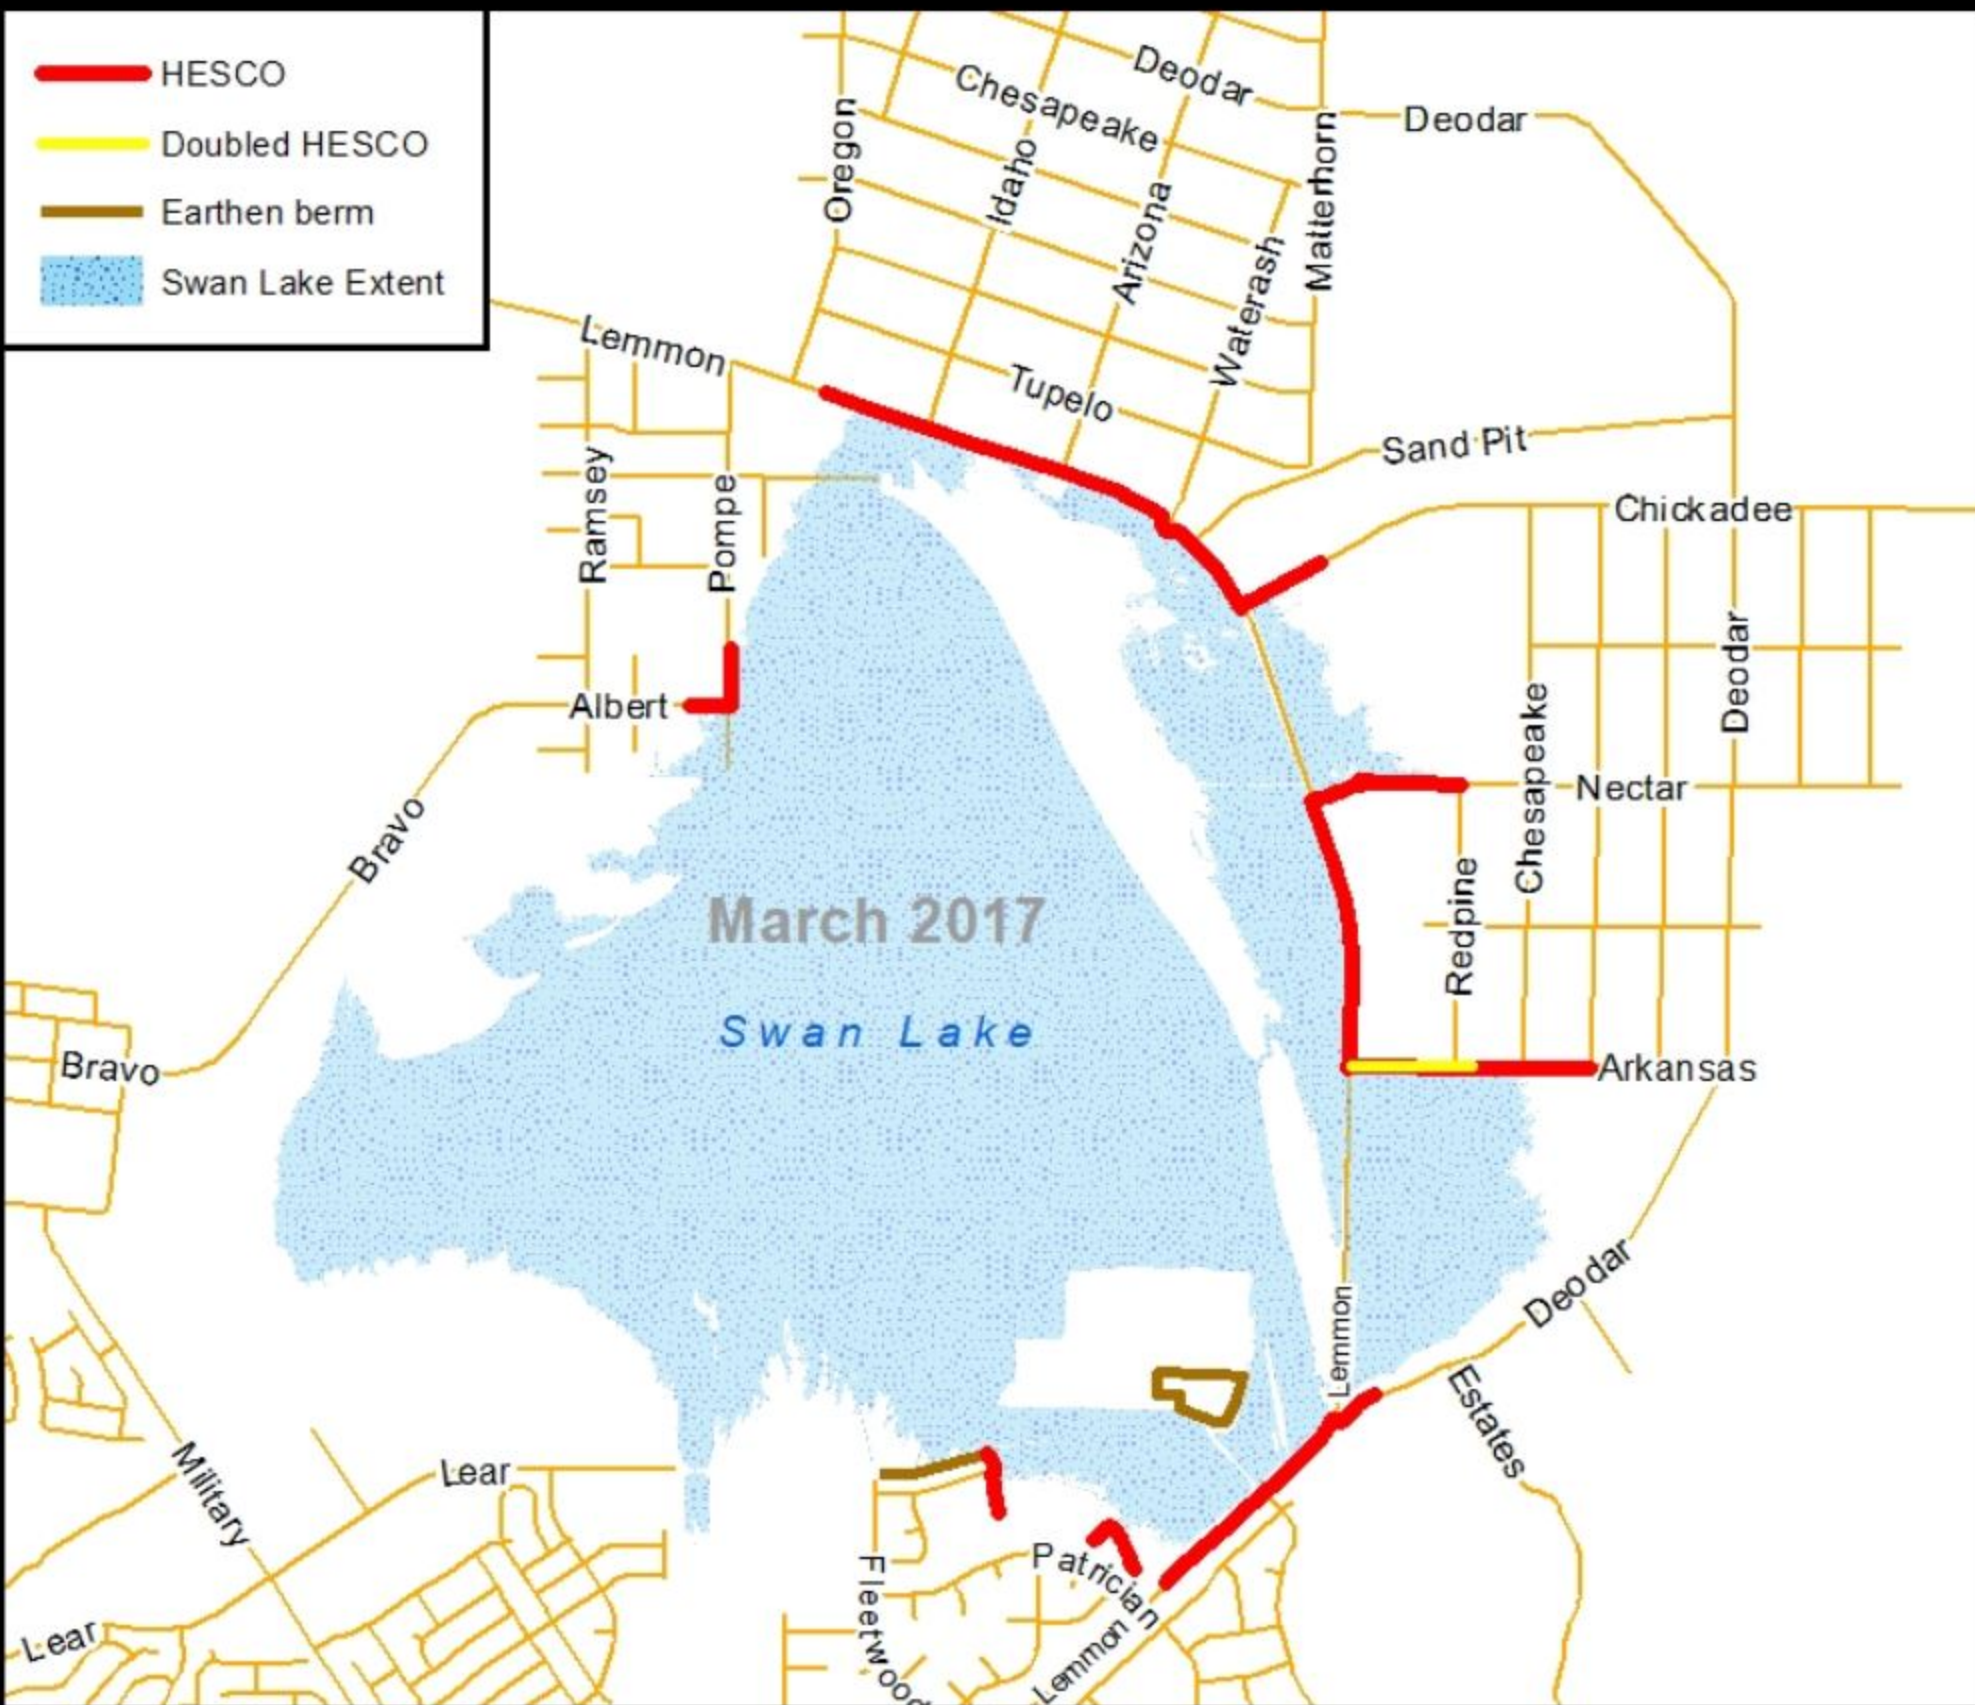 HESCO
Doubled HESCO
Earthen berm
Swan Lake Extent
Deodar
Chesapeake
Deodar
Oregon
Idaho
Arizona
Matterhorn
Waterash
Lemmon
Tupelo
Sand Pit
Chickadee
Ramsey
Pompe
Deodar
Albert
Chesapeake
Nectar
Bravo
Redpine
March 2017
Swan Lake
Bravo
Arkansas
Deodar
Lemmon
Estates
Military
Lear
Fleetwood
Patrician
Lear
Lemmon